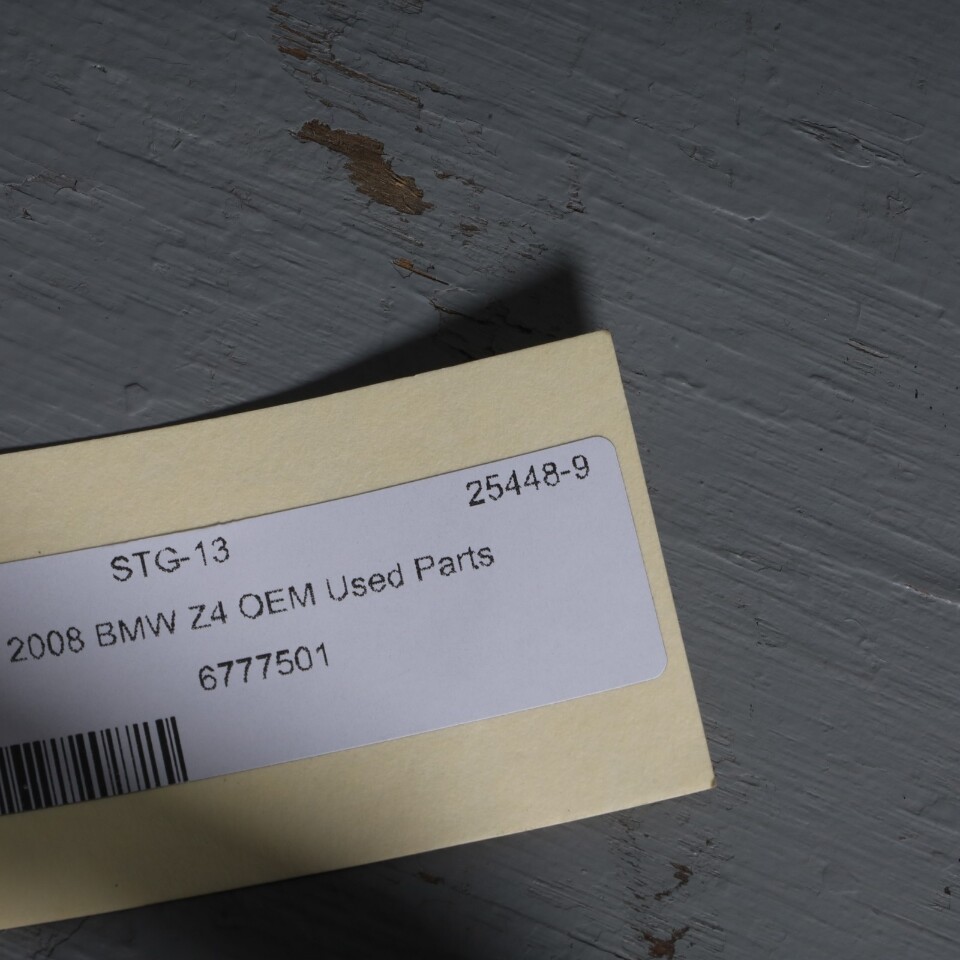 25448-9
STG-13
2008 BMW Z4 OEM Used Parts
6777501